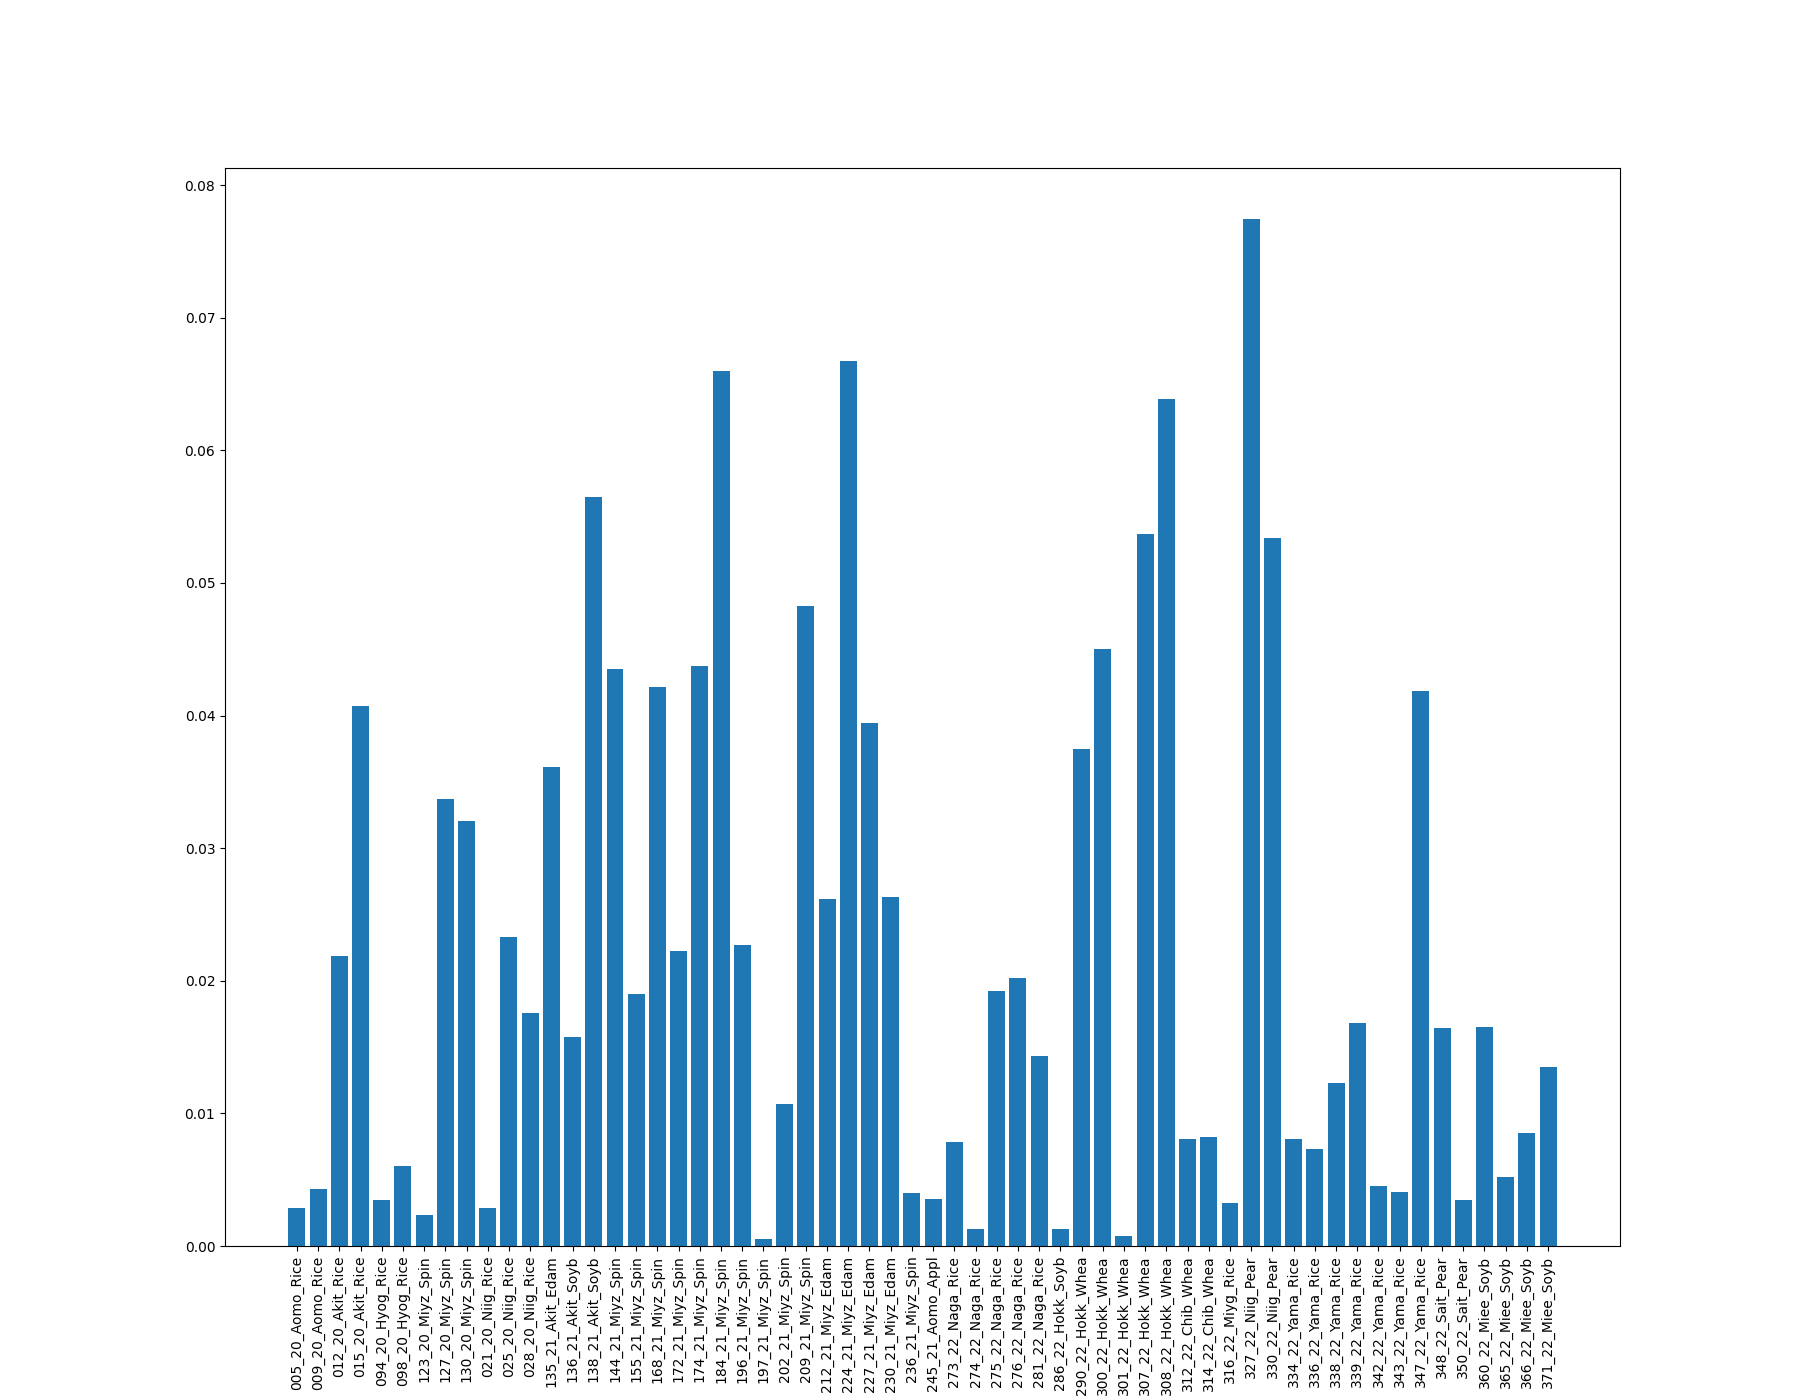 0.08
0.07
0.06
0.05
0.04
0.03
0.02
0.01
0.00
005_20_Aomo_Rice
009_20_Aomo_Rice
012_20_Akit_Rice
015_20_Akit_Rice
094_20_Hyog_Rice
098_20_Hyog_Rice
123_20_Miyz_Spin
127_20_Miyz_Spin
130_20_Miyz_Spin
021_20_Niig_Rice
025_20_Niig_Rice
028_20_Niig_Rice
135_21_Akit_Edam
136_21_Akit_Soyb
138_21_Akit_Soyb
144_21_Miyz_Spin
155_21_Miyz_Spin
168_21_Miyz_Spin
172_21_Miyz_Spin
174_21_Miyz_Spin
184_21_Miyz_Spin
196_21_Miyz_Spin
197_21_Miyz_Spin
202_21_Miyz_Spin
209_21_Miyz_Spin
212_21_Miyz_Edam
224_21_Miyz_Edam
227_21_Miyz_Edam
230_21_Miyz_Edam
236_21_Miyz_Spin
245_21_Aomo_Appl
273_22_Naga_Rice
274_22_Naga_Rice
275_22_Naga_Rice
276_22_Naga_Rice
281_22_Naga_Rice
286_22_Hokk_Soyb
290_22_Hokk_Whea
300_22_Hokk_Whea
301_22_Hokk_Whea
307_22_Hokk_Whea
308_22_Hokk_Whea
312_22_Chib_Whea
314_22_Chib_Whea
316_22_Miyg_Rice
327_22_Niig_Pear
330_22_Niig_Pear
334_22_Yama_Rice
336_22_Yama_Rice
338_22_Yama_Rice
339_22_Yama_Rice
342_22_Yama_Rice
343_22_Yama_Rice
347_22_Yama_Rice
348_22_Sait_Pear
350_22_Sait_Pear
360_22_Miee_Soyb
365_22_Miee_Soyb
366_22_Miee_Soyb
371_22_Miee_Soyb